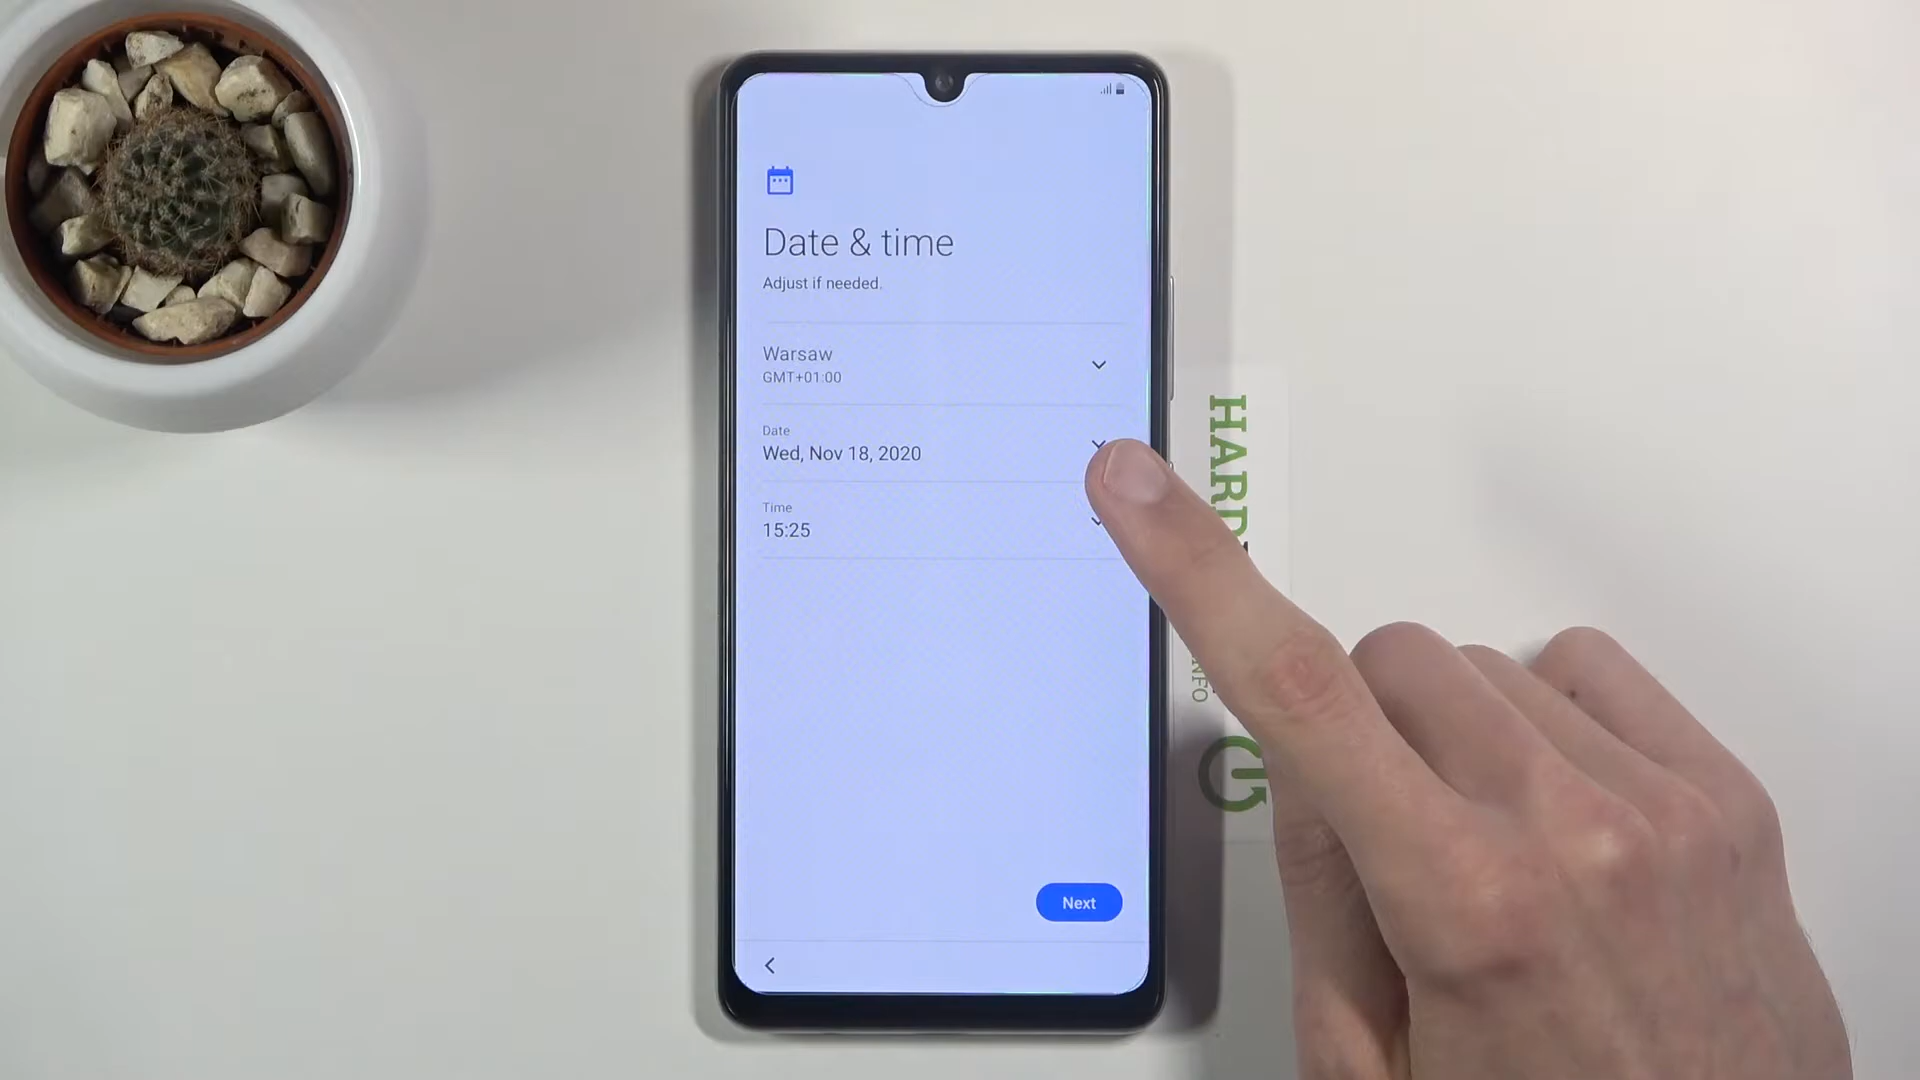 Date & time
Adjust if needed.
Warsaw
GMT+01:00
Date
Wed, Nov 18, 2020
Time
15:25
Next